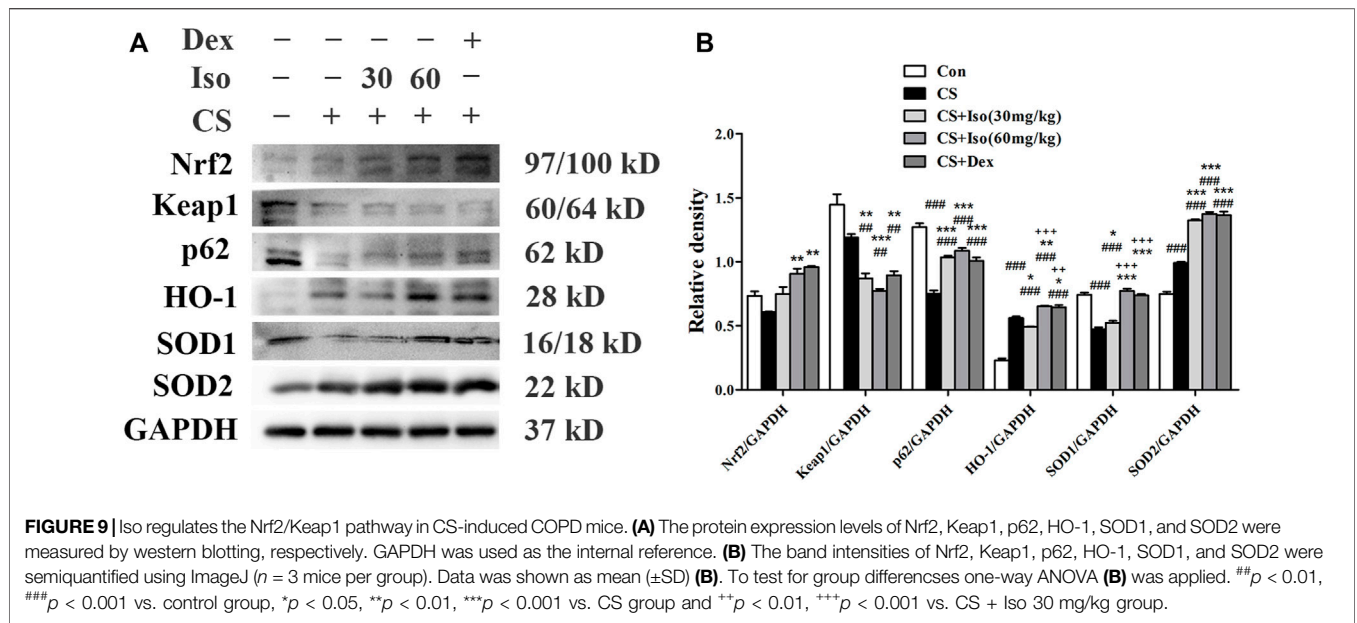 A
Dex – – – – +
Iso – – 30 60 –
CS – + + + +
Nrf2 97/100 kD
Keap1 60/64 kD
p62 62 kD
HO-1 28 kD
SOD1 16/18 kD
SOD2 22 kD
GAPDH 37 kD
B
Con
CS
CS+Iso(30mg/kg)
CS+Iso(60mg/kg)
CS+Dex
Relative density
2.0
1.5
1.0
0.5
0.0
** **
** ## *** ## ** ##
### *** ### *** ### *** ###
### * ### +++ ** ### ++ * ###
### * ### +++ *** +++ ***
### *** ### *** ### *** ###
Nrf2/GAPDH
Keap1/GAPDH
p62/GAPDH
HO-1/GAPDH
SOD1/GAPDH
SOD2/GAPDH
FIGURE 9 | Iso regulates the Nrf2/Keap1 pathway in CS-induced COPD mice. (A) The protein expression levels of Nrf2, Keap1, p62, HO-1, SOD1, and SOD2 were
measured by western blotting, respectively. GAPDH was used as the internal reference. (B) The band intensities of Nrf2, Keap1, p62, HO-1, SOD1, and SOD2 were
semiquantified using ImageJ (n = 3 mice per group). Data was shown as mean (±SD) (B). To test for group differencses one-way ANOVA (B) was applied. ##p < 0.01,
###p < 0.001 vs. control group, *p < 0.05, **p < 0.01, ***p < 0.001 vs. CS group and ++p < 0.01, +++p < 0.001 vs. CS + Iso 30 mg/kg group.